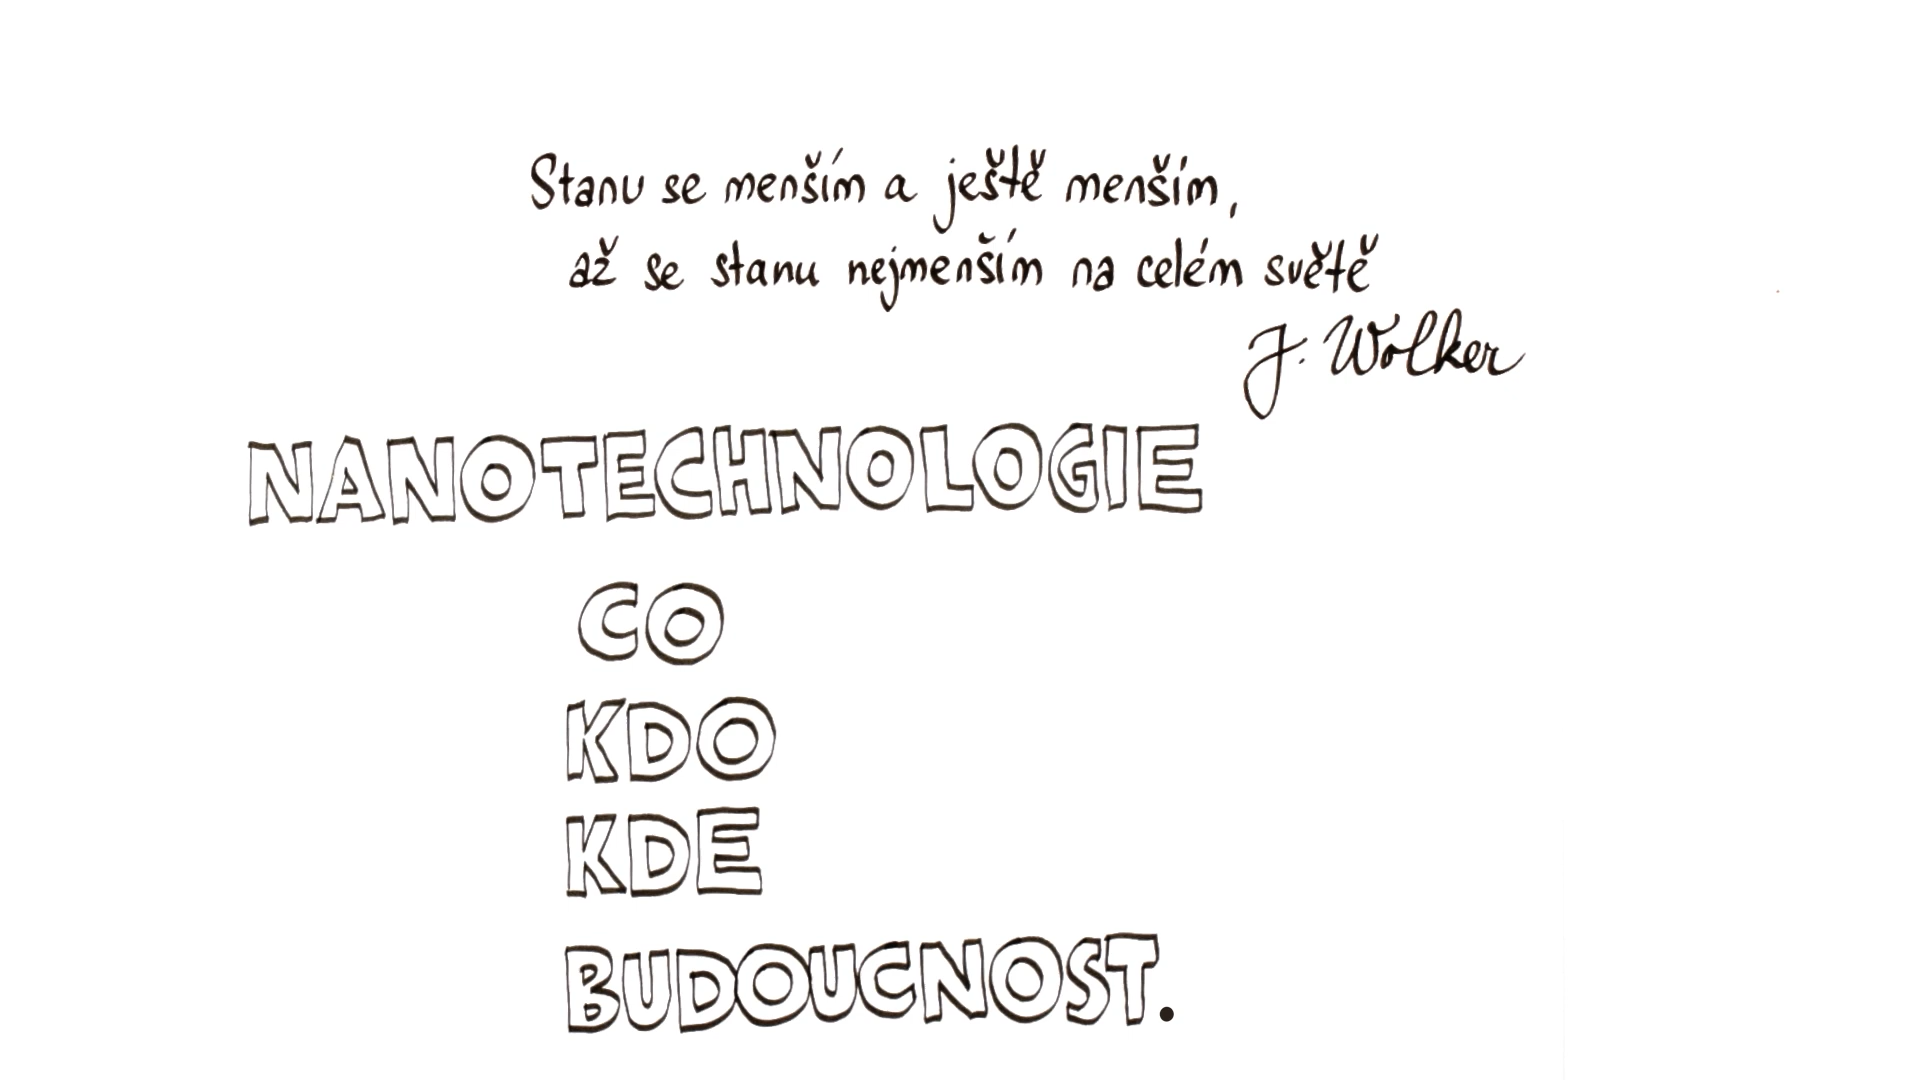 Stanu se menším a ještě menším,
až se stanu nejmenším na celém světě
J. Wolker
NANOTECHNOLOGIE
CO
KDO
KDE
BUDOUCNOST.